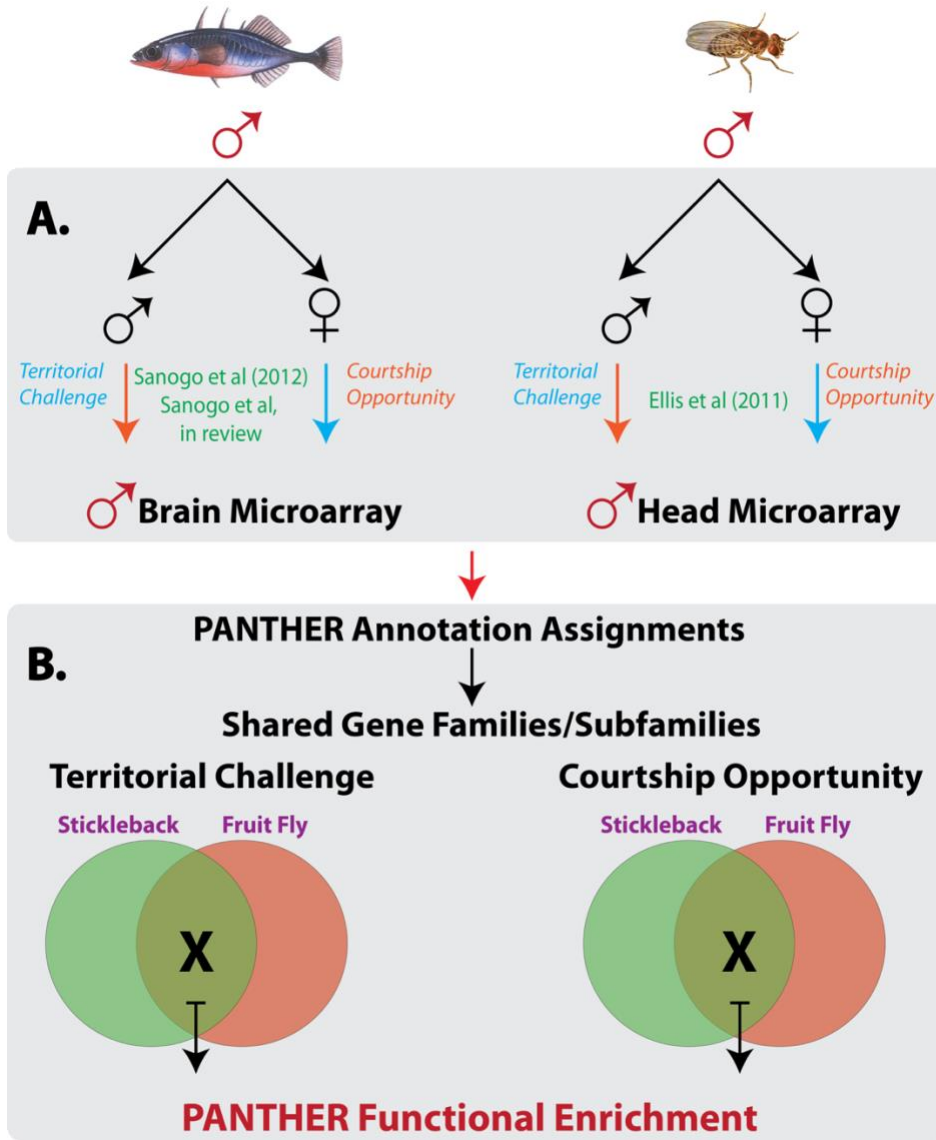 A.
Territorial
Challenge
Sanogo et al (2012)
Sanogo et al,
in review
Courtship
Opportunity
Territorial
Challenge
Ellis et al (2011)
Courtship
Opportunity
Brain Microarray
Head Microarray
B.
PANTHER Annotation Assignments
Shared Gene Families/Subfamilies
Territorial Challenge
Courtship Opportunity
Stickleback
Fruit Fly
Stickleback
Fruit Fly
X
X
PANTHER Functional Enrichment